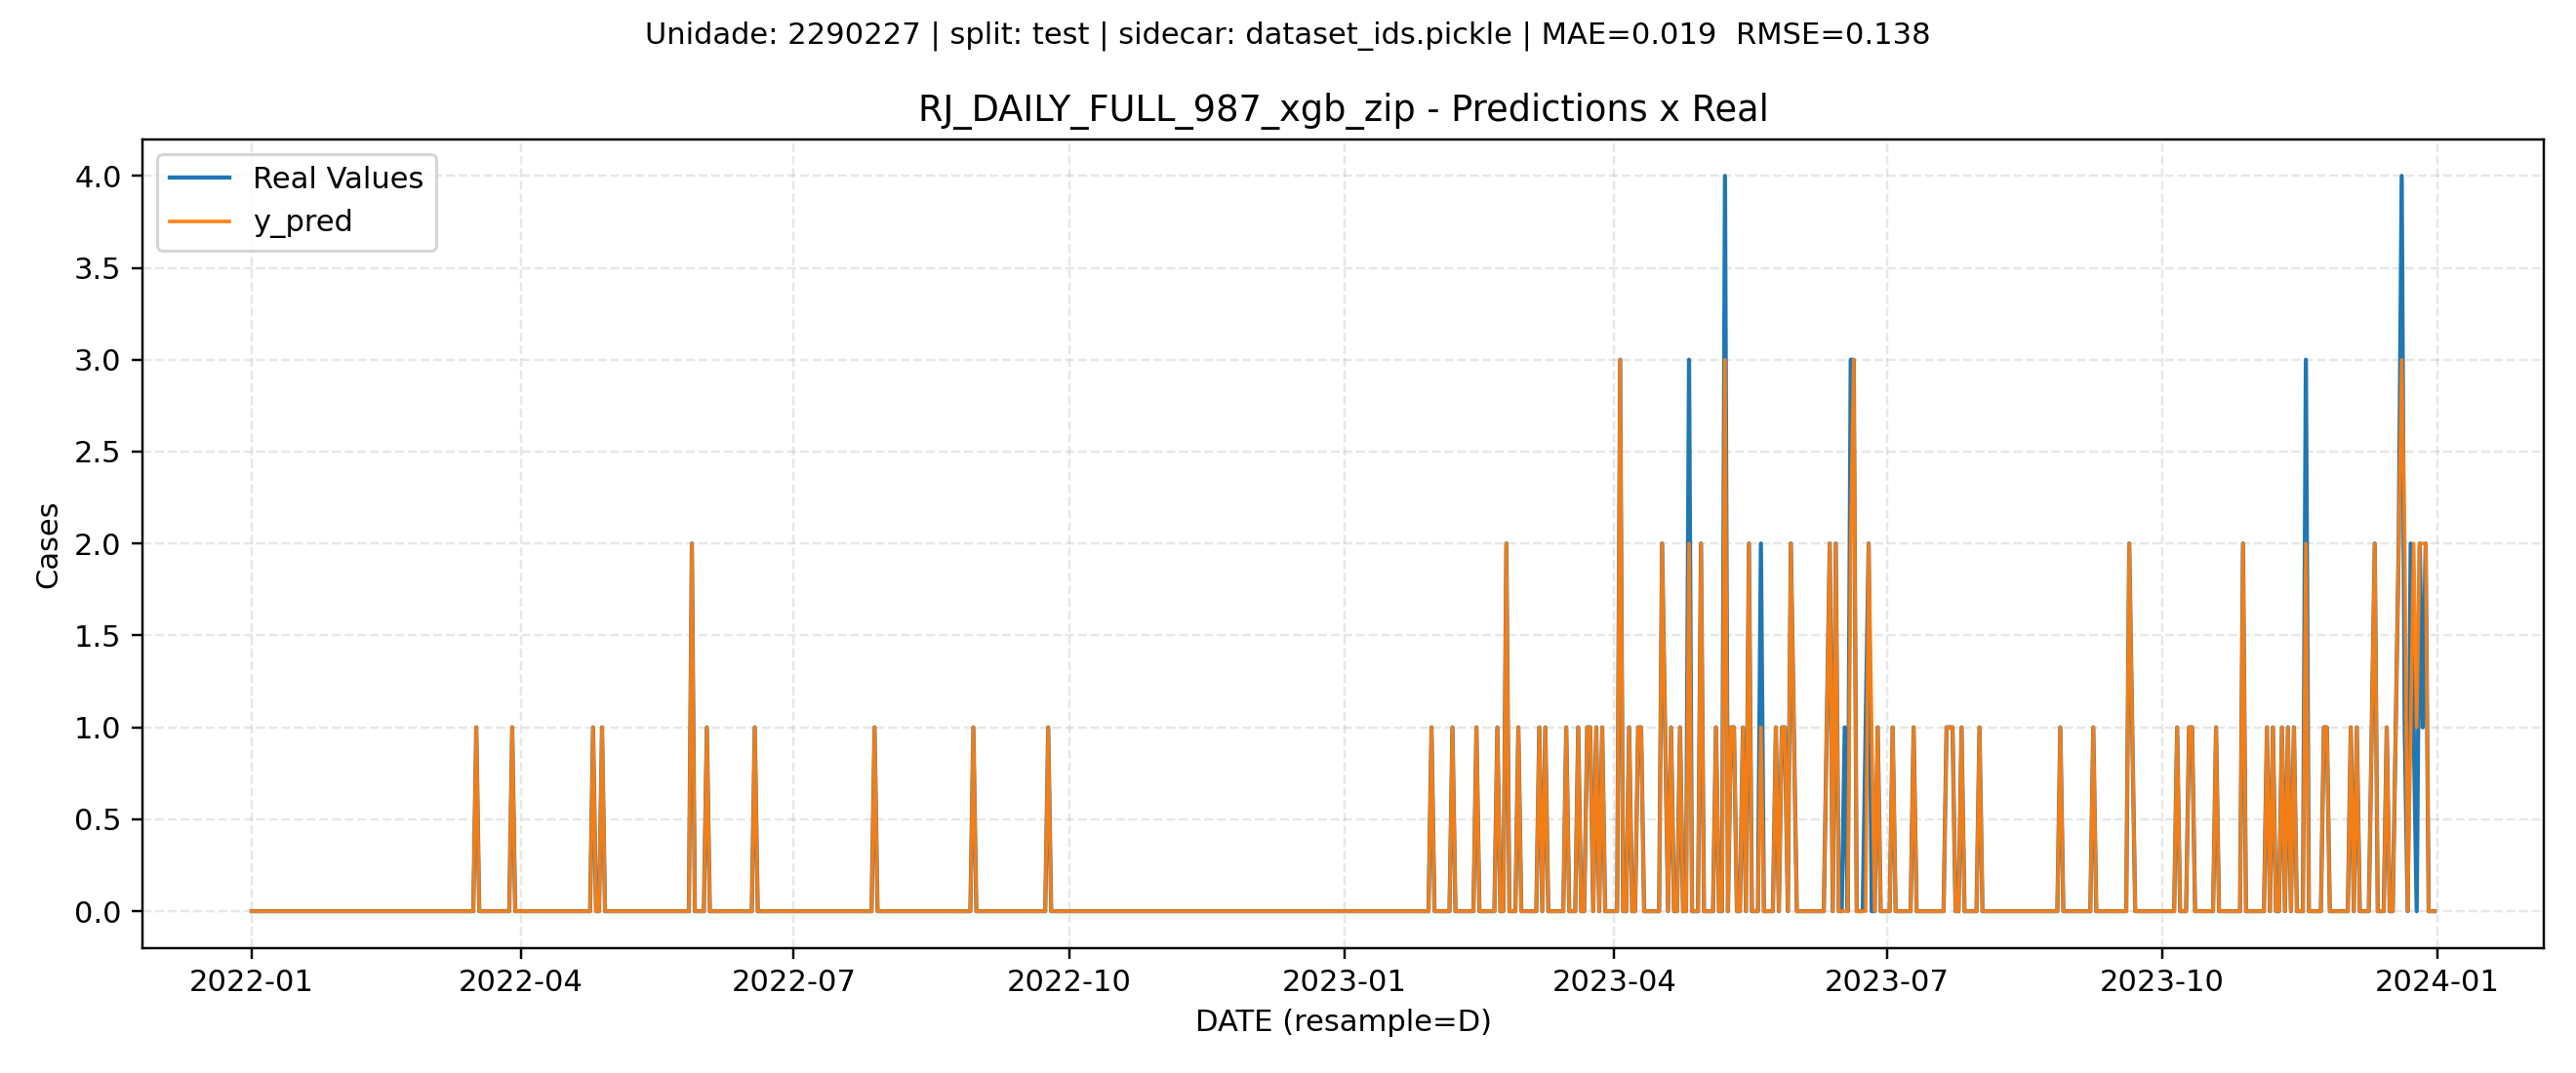 Unidade: 2290227 | split: test | sidecar: dataset_ids.pickle | MAE=0.019  RMSE=0.138
RJ_DAILY_FULL_987_xgb_zip - Predictions x Real
Real Values
y_pred
4.0
3.5
3.0
2.5
2.0
1.5
1.0
0.5
0.0
Cases
2022-01 2022-04 2022-07 2022-10 2023-01 2023-04 2023-07 2023-10 2024-01
DATE (resample=D)